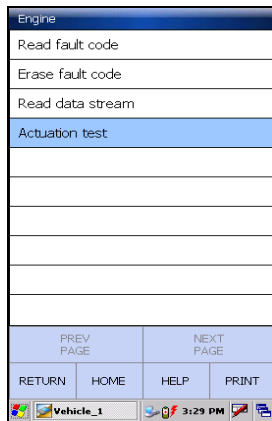 Engine
Read fault code
Erase fault code
Read data stream
Actuation test
PREV
PAGE
NEXT
PAGE
RETURN
HOME
HELP
PRINT
Vehicle_1
3:29 PM